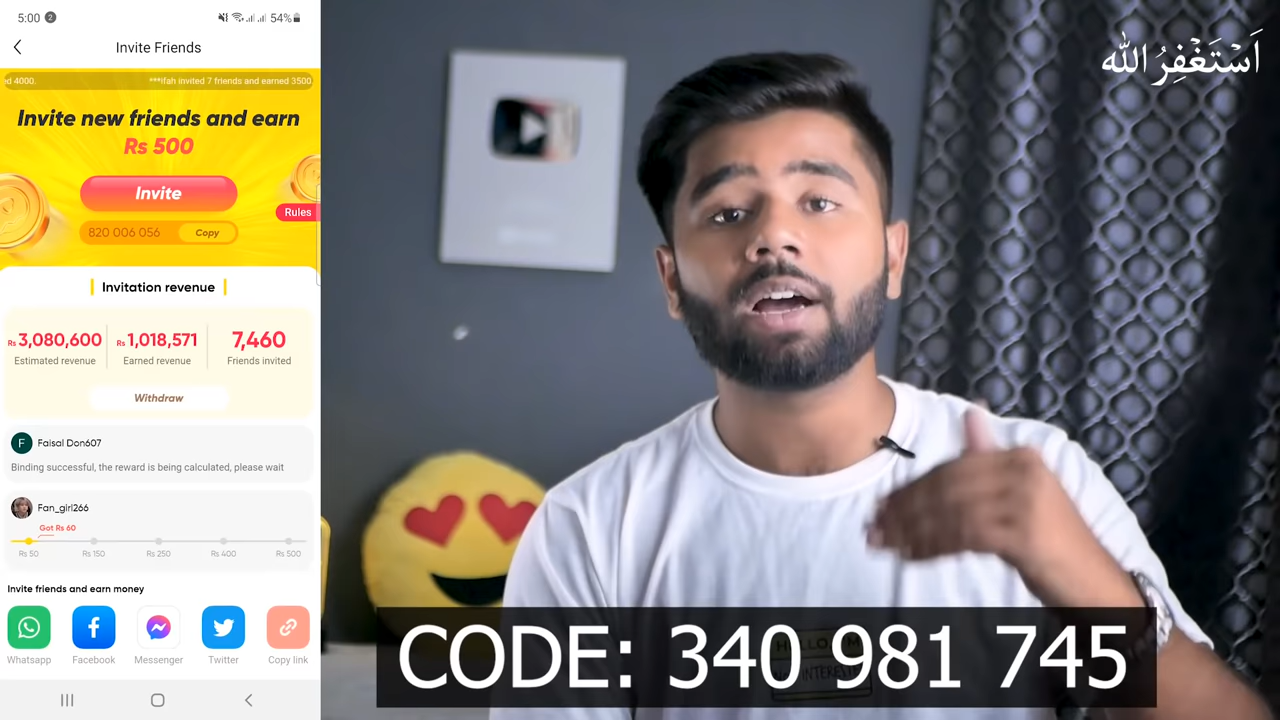 5:00 2
54%
Invite Friends
d 4000.
***ifah invited 7 friends and earned 3500
Invite new friends and earn
Rs 500
Invite
Rules
820 006 056
Copy
Invitation revenue
Rs 3,080,600
Rs 1,018,571
7,460
Estimated revenue
Earned revenue
Friends invited
Withdraw
F
Faisal Don607
Binding successful, the reward is being calculated, please wait
Fan_girl266
Got Rs 60
Rs 50
Rs 150
Rs 250
Rs 400
Rs 500
Invite friends and earn money
Whatsapp
Facebook
Messenger
Twitter
Copy link
اَسْتَغْفِرُ الله
CODE: 340 981 745